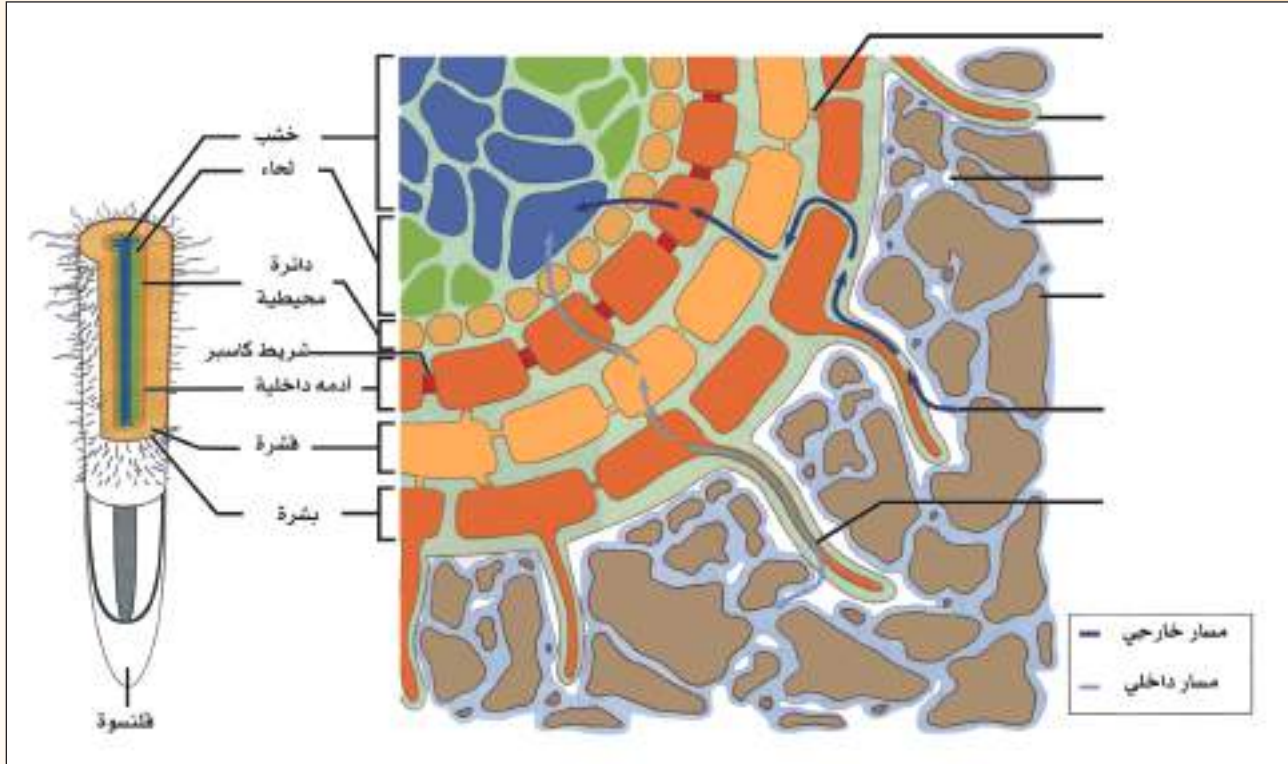 خشب
لحاء
دائرة
محيطية
شريط كاسبر
أدمه داخلية
قشرة
بشرة
قلنسوة
مسار خارجي
مسار داخلي